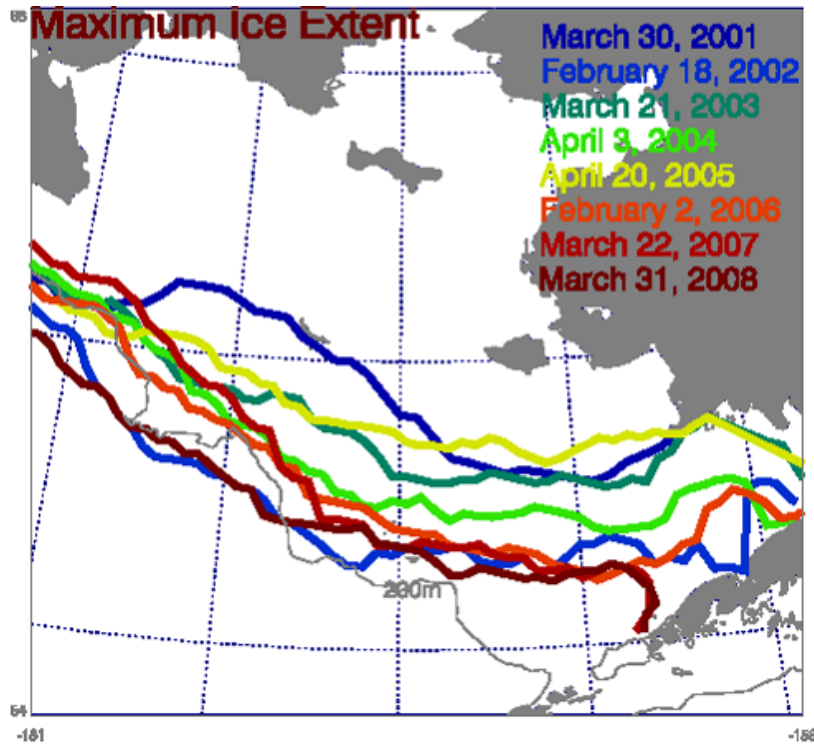 Maximum Ice Extent
March 30, 2001
February 18, 2002
March 21, 2003
April 3, 2004
April 20, 2005
February 2, 2006
March 22, 2007
March 31, 2008
200m
54